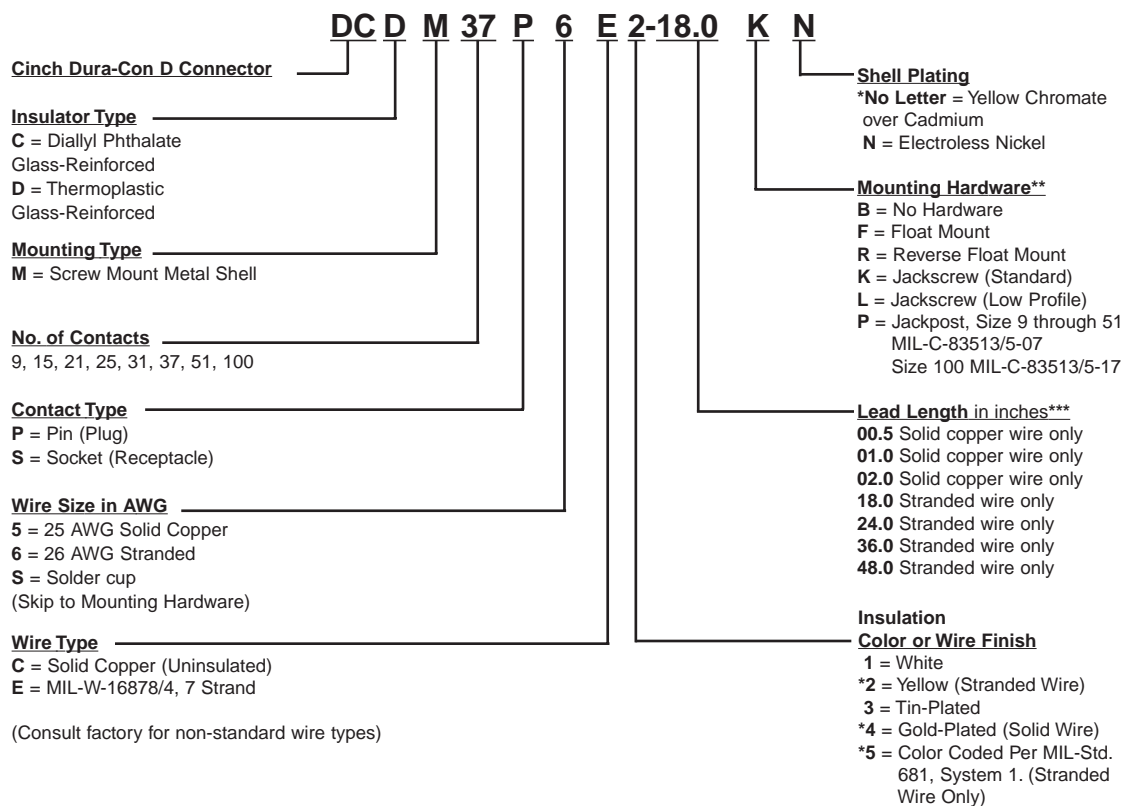 DC D M 37 P 6 E 2-18.0 K N
Cinch Dura-Con D Connector
Insulator Type
C = Diallyl Phthalate
Glass-Reinforced
D = Thermoplastic
Glass-Reinforced
Mounting Type
M = Screw Mount Metal Shell
No. of Contacts
9, 15, 21, 25, 31, 37, 51, 100
Contact Type
P = Pin (Plug)
S = Socket (Receptacle)
Wire Size in AWG
5 = 25 AWG Solid Copper
6 = 26 AWG Stranded
S = Solder cup
(Skip to Mounting Hardware)
Wire Type
C = Solid Copper (Uninsulated)
E = MIL-W-16878/4, 7 Strand
(Consult factory for non-standard wire types)
Shell Plating
*No Letter = Yellow Chromate
over Cadmium
N = Electroless Nickel
Mounting Hardware**
B = No Hardware
F = Float Mount
R = Reverse Float Mount
K = Jackscrew (Standard)
L = Jackscrew (Low Profile)
P = Jackpost, Size 9 through 51
MIL-C-83513/5-07
Size 100 MIL-C-83513/5-17
Lead Length in inches***
00.5 Solid copper wire only
01.0 Solid copper wire only
02.0 Solid copper wire only
18.0 Stranded wire only
24.0 Stranded wire only
36.0 Stranded wire only
48.0 Stranded wire only
Insulation
Color or Wire Finish
1 = White
*2 = Yellow (Stranded Wire)
3 = Tin-Plated
*4 = Gold-Plated (Solid Wire)
*5 = Color Coded Per MIL-Std.
681, System 1. (Stranded
Wire Only)